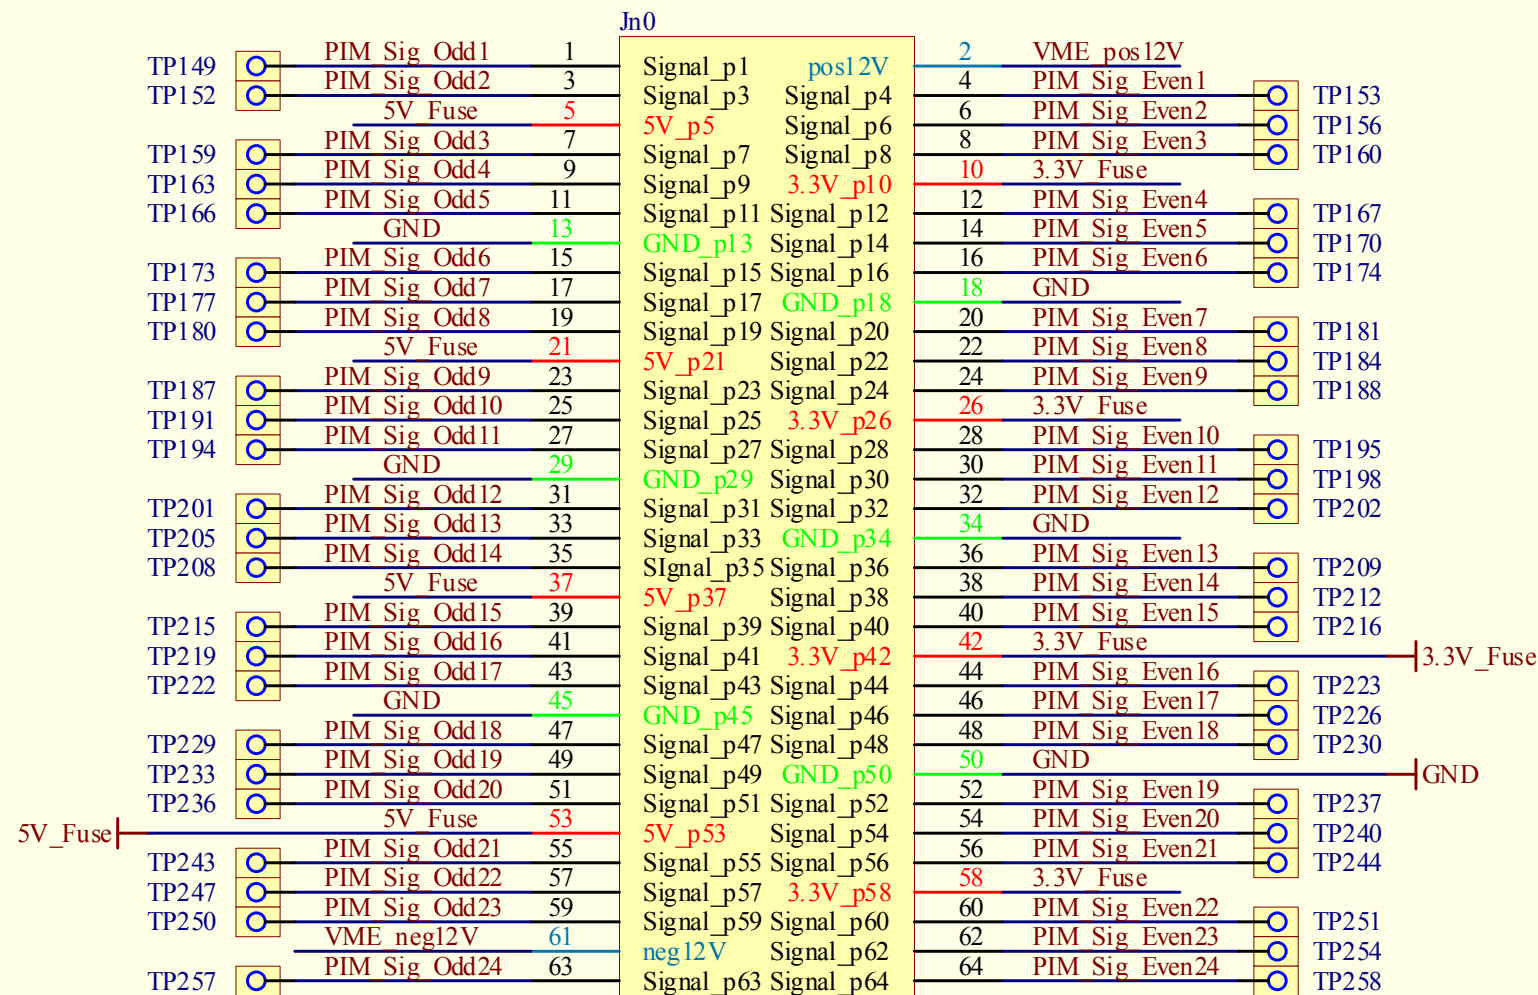 Jn0
TP149 PIM_Sig_Odd1 1 Signal_p1 pos12V 2 VME_pos12V
TP152 PIM_Sig_Odd2 3 Signal_p3 Signal_p4 4 PIM_Sig_Even1 TP153
5V_Fuse 5 5V_p5 Signal_p6 6 PIM_Sig_Even2 TP156
TP159 PIM_Sig_Odd3 7 Signal_p7 Signal_p8 8 PIM_Sig_Even3 TP160
TP163 PIM_Sig_Odd4 9 Signal_p9 3.3V_p10 10 3.3V_Fuse
TP166 PIM_Sig_Odd5 11 Signal_p11 Signal_p12 12 PIM_Sig_Even4 TP167
GND 13 GND_p13 Signal_p14 14 PIM_Sig_Even5 TP170
TP173 PIM_Sig_Odd6 15 Signal_p15 Signal_p16 16 PIM_Sig_Even6 TP174
TP177 PIM_Sig_Odd7 17 Signal_p17 GND_p18 18 GND
TP180 PIM_Sig_Odd8 19 Signal_p19 Signal_p20 20 PIM_Sig_Even7 TP181
5V_Fuse 21 5V_p21 Signal_p22 22 PIM_Sig_Even8 TP184
TP187 PIM_Sig_Odd9 23 Signal_p23 Signal_p24 24 PIM_Sig_Even9 TP188
TP191 PIM_Sig_Odd10 25 Signal_p25 3.3V_p26 26 3.3V_Fuse
TP194 PIM_Sig_Odd11 27 Signal_p27 Signal_p28 28 PIM_Sig_Even10 TP195
GND 29 GND_p29 Signal_p30 30 PIM_Sig_Even11 TP198
TP201 PIM_Sig_Odd12 31 Signal_p31 Signal_p32 32 PIM_Sig_Even12 TP202
TP205 PIM_Sig_Odd13 33 Signal_p33 GND_p34 34 GND
TP208 PIM_Sig_Odd14 35 SIgnal_p35 Signal_p36 36 PIM_Sig_Even13 TP209
5V_Fuse 37 5V_p37 Signal_p38 38 PIM_Sig_Even14 TP212
TP215 PIM_Sig_Odd15 39 Signal_p39 Signal_p40 40 PIM_Sig_Even15 TP216
TP219 PIM_Sig_Odd16 41 Signal_p41 3.3V_p42 42 3.3V_Fuse 3.3V_Fuse
TP222 PIM_Sig_Odd17 43 Signal_p43 Signal_p44 44 PIM_Sig_Even16 TP223
GND 45 GND_p45 Signal_p46 46 PIM_Sig_Even17 TP226
TP229 PIM_Sig_Odd18 47 Signal_p47 Signal_p48 48 PIM_Sig_Even18 TP230
TP233 PIM_Sig_Odd19 49 Signal_p49 GND_p50 50 GND GND
TP236 PIM_Sig_Odd20 51 Signal_p51 Signal_p52 52 PIM_Sig_Even19 TP237
5V_Fuse 5V_Fuse 53 5V_p53 Signal_p54 54 PIM_Sig_Even20 TP240
TP243 PIM_Sig_Odd21 55 Signal_p55 Signal_p56 56 PIM_Sig_Even21 TP244
TP247 PIM_Sig_Odd22 57 Signal_p57 3.3V_p58 58 3.3V_Fuse
TP250 PIM_Sig_Odd23 59 Signal_p59 Signal_p60 60 PIM_Sig_Even22 TP251
VME_neg12V 61 neg12V Signal_p62 62 PIM_Sig_Even23 TP254
TP257 PIM_Sig_Odd24 63 Signal_p63 Signal_p64 64 PIM_Sig_Even24 TP258